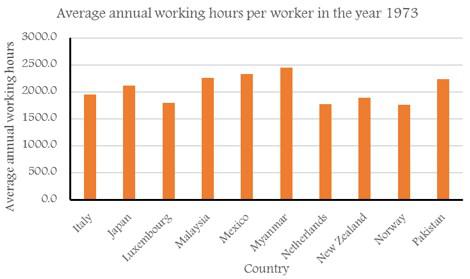 Average annual working hours per worker in the year 1973
Average annual working hours
3000.0
2500.0
2000.0
1500.0
1000.0
500.0
0.0
Italy
Japan
Luxembourg
Malaysia
Mexico
Myanmar
Netherlands
New Zealand
Norway
Pakistan
Country